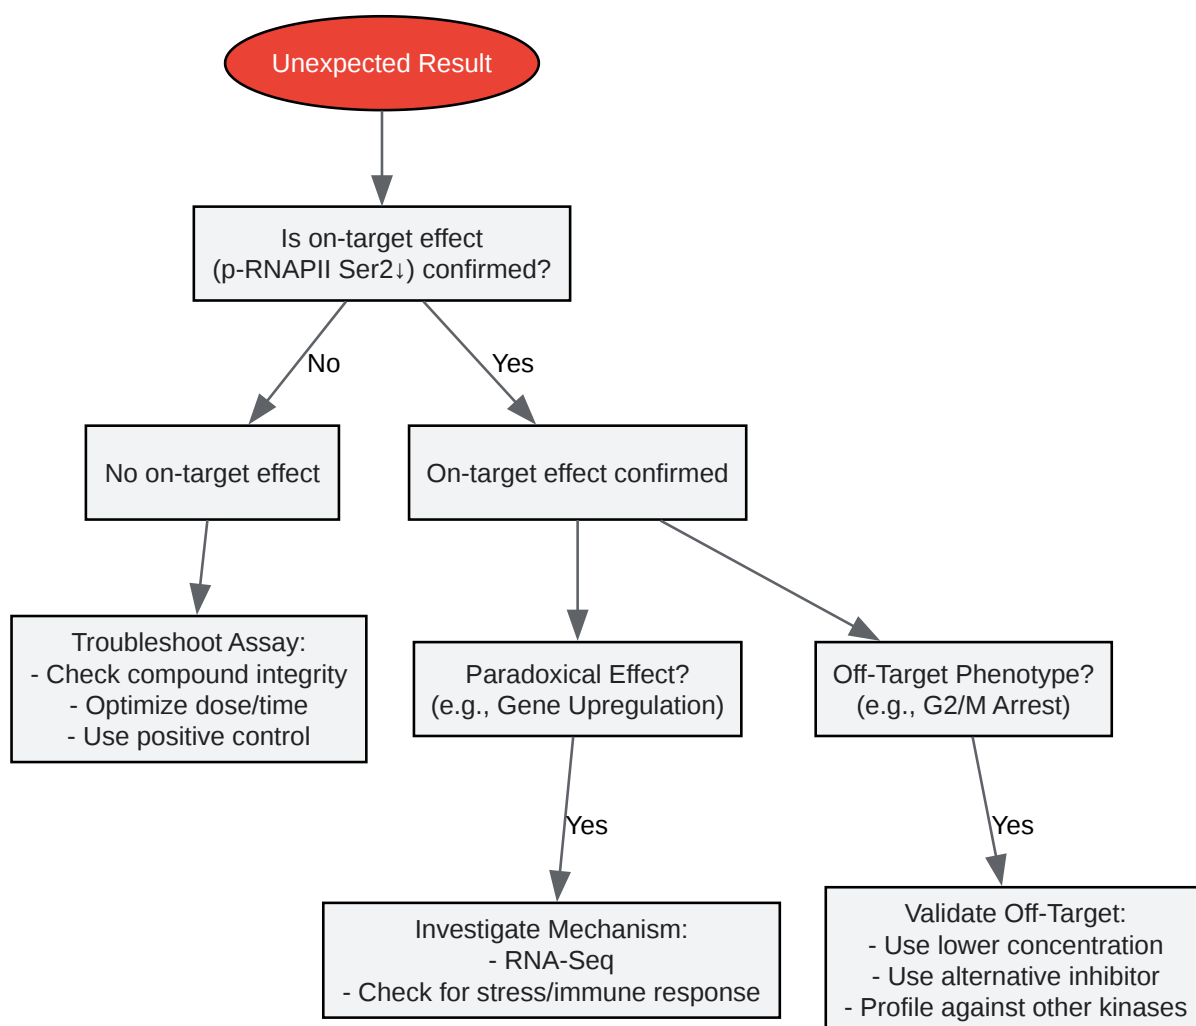 Unexpected Result
Is on-target effect
(p-RNAPII Ser2↓) confirmed?
No
Yes
No on-target effect
On-target effect confirmed
Troubleshoot Assay:
- Check compound integrity
- Optimize dose/time
- Use positive control
Paradoxical Effect?
(e.g., Gene Upregulation)
Off-Target Phenotype?
(e.g., G2/M Arrest)
Yes
Yes
Investigate Mechanism:
- RNA-Seq
- Check for stress/immune response
Validate Off-Target:
- Use lower concentration
- Use alternative inhibitor
- Profile against other kinases